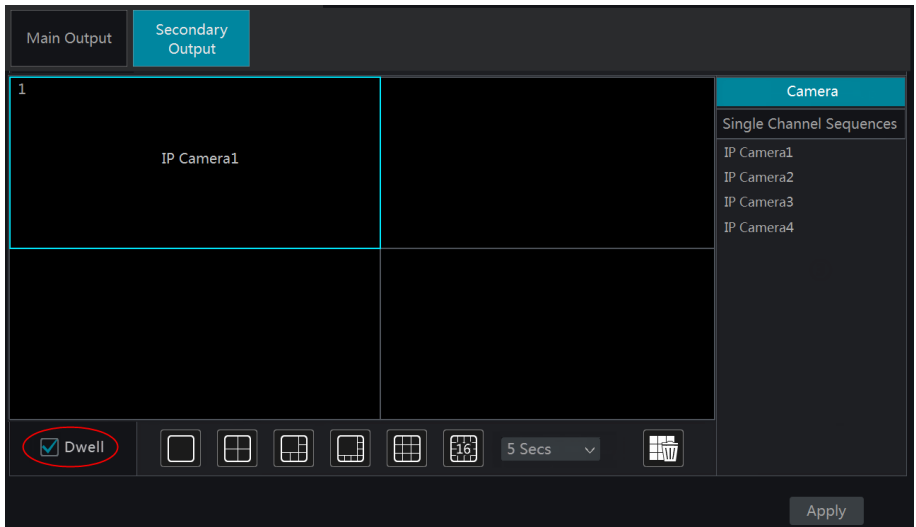 Main Output
Secondary
Output
1
IP Camera1
Camera
Single Channel Sequences
IP Camera1
IP Camera2
IP Camera3
IP Camera4
Dwell
16
5 Secs
Apply